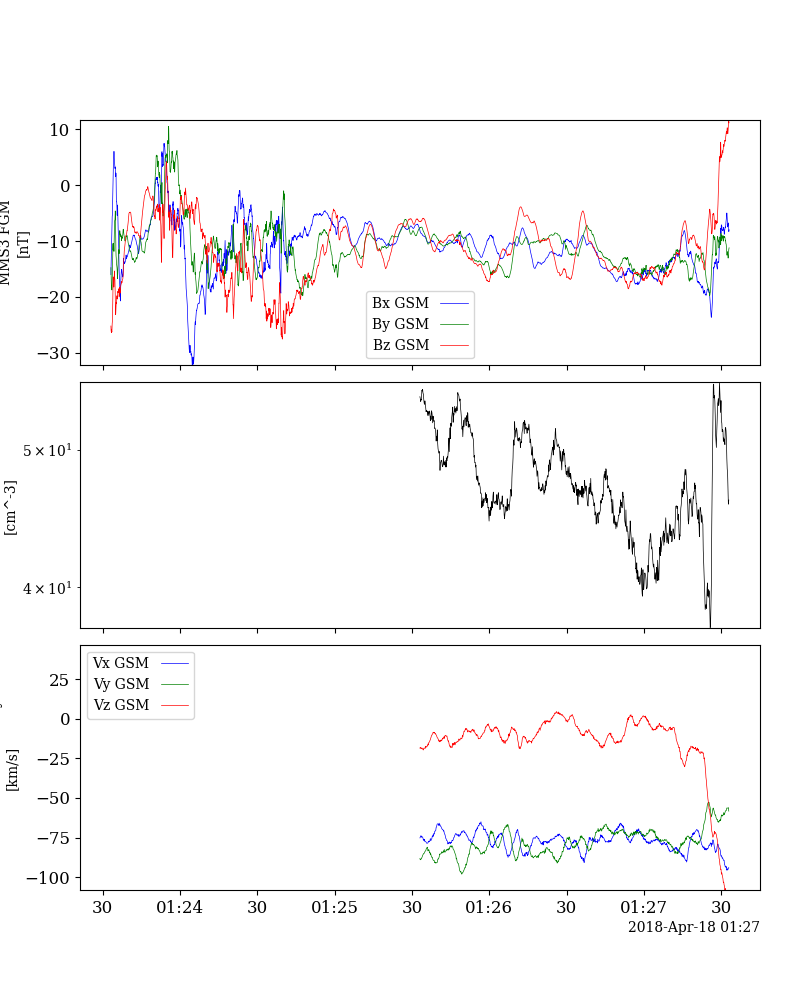 10
0
−10
−20
−30
MMS3 FGM
[nT]
Bx GSM
By GSM
Bz GSM
5 × 10¹
4 × 10¹
[cm^-3]
Vx GSM
Vy GSM
Vz GSM
25
0
−25
−50
−75
−100
[km/s]
30 01:24 30 01:25 30 01:26 30 01:27 30
2018-Apr-18 01:27